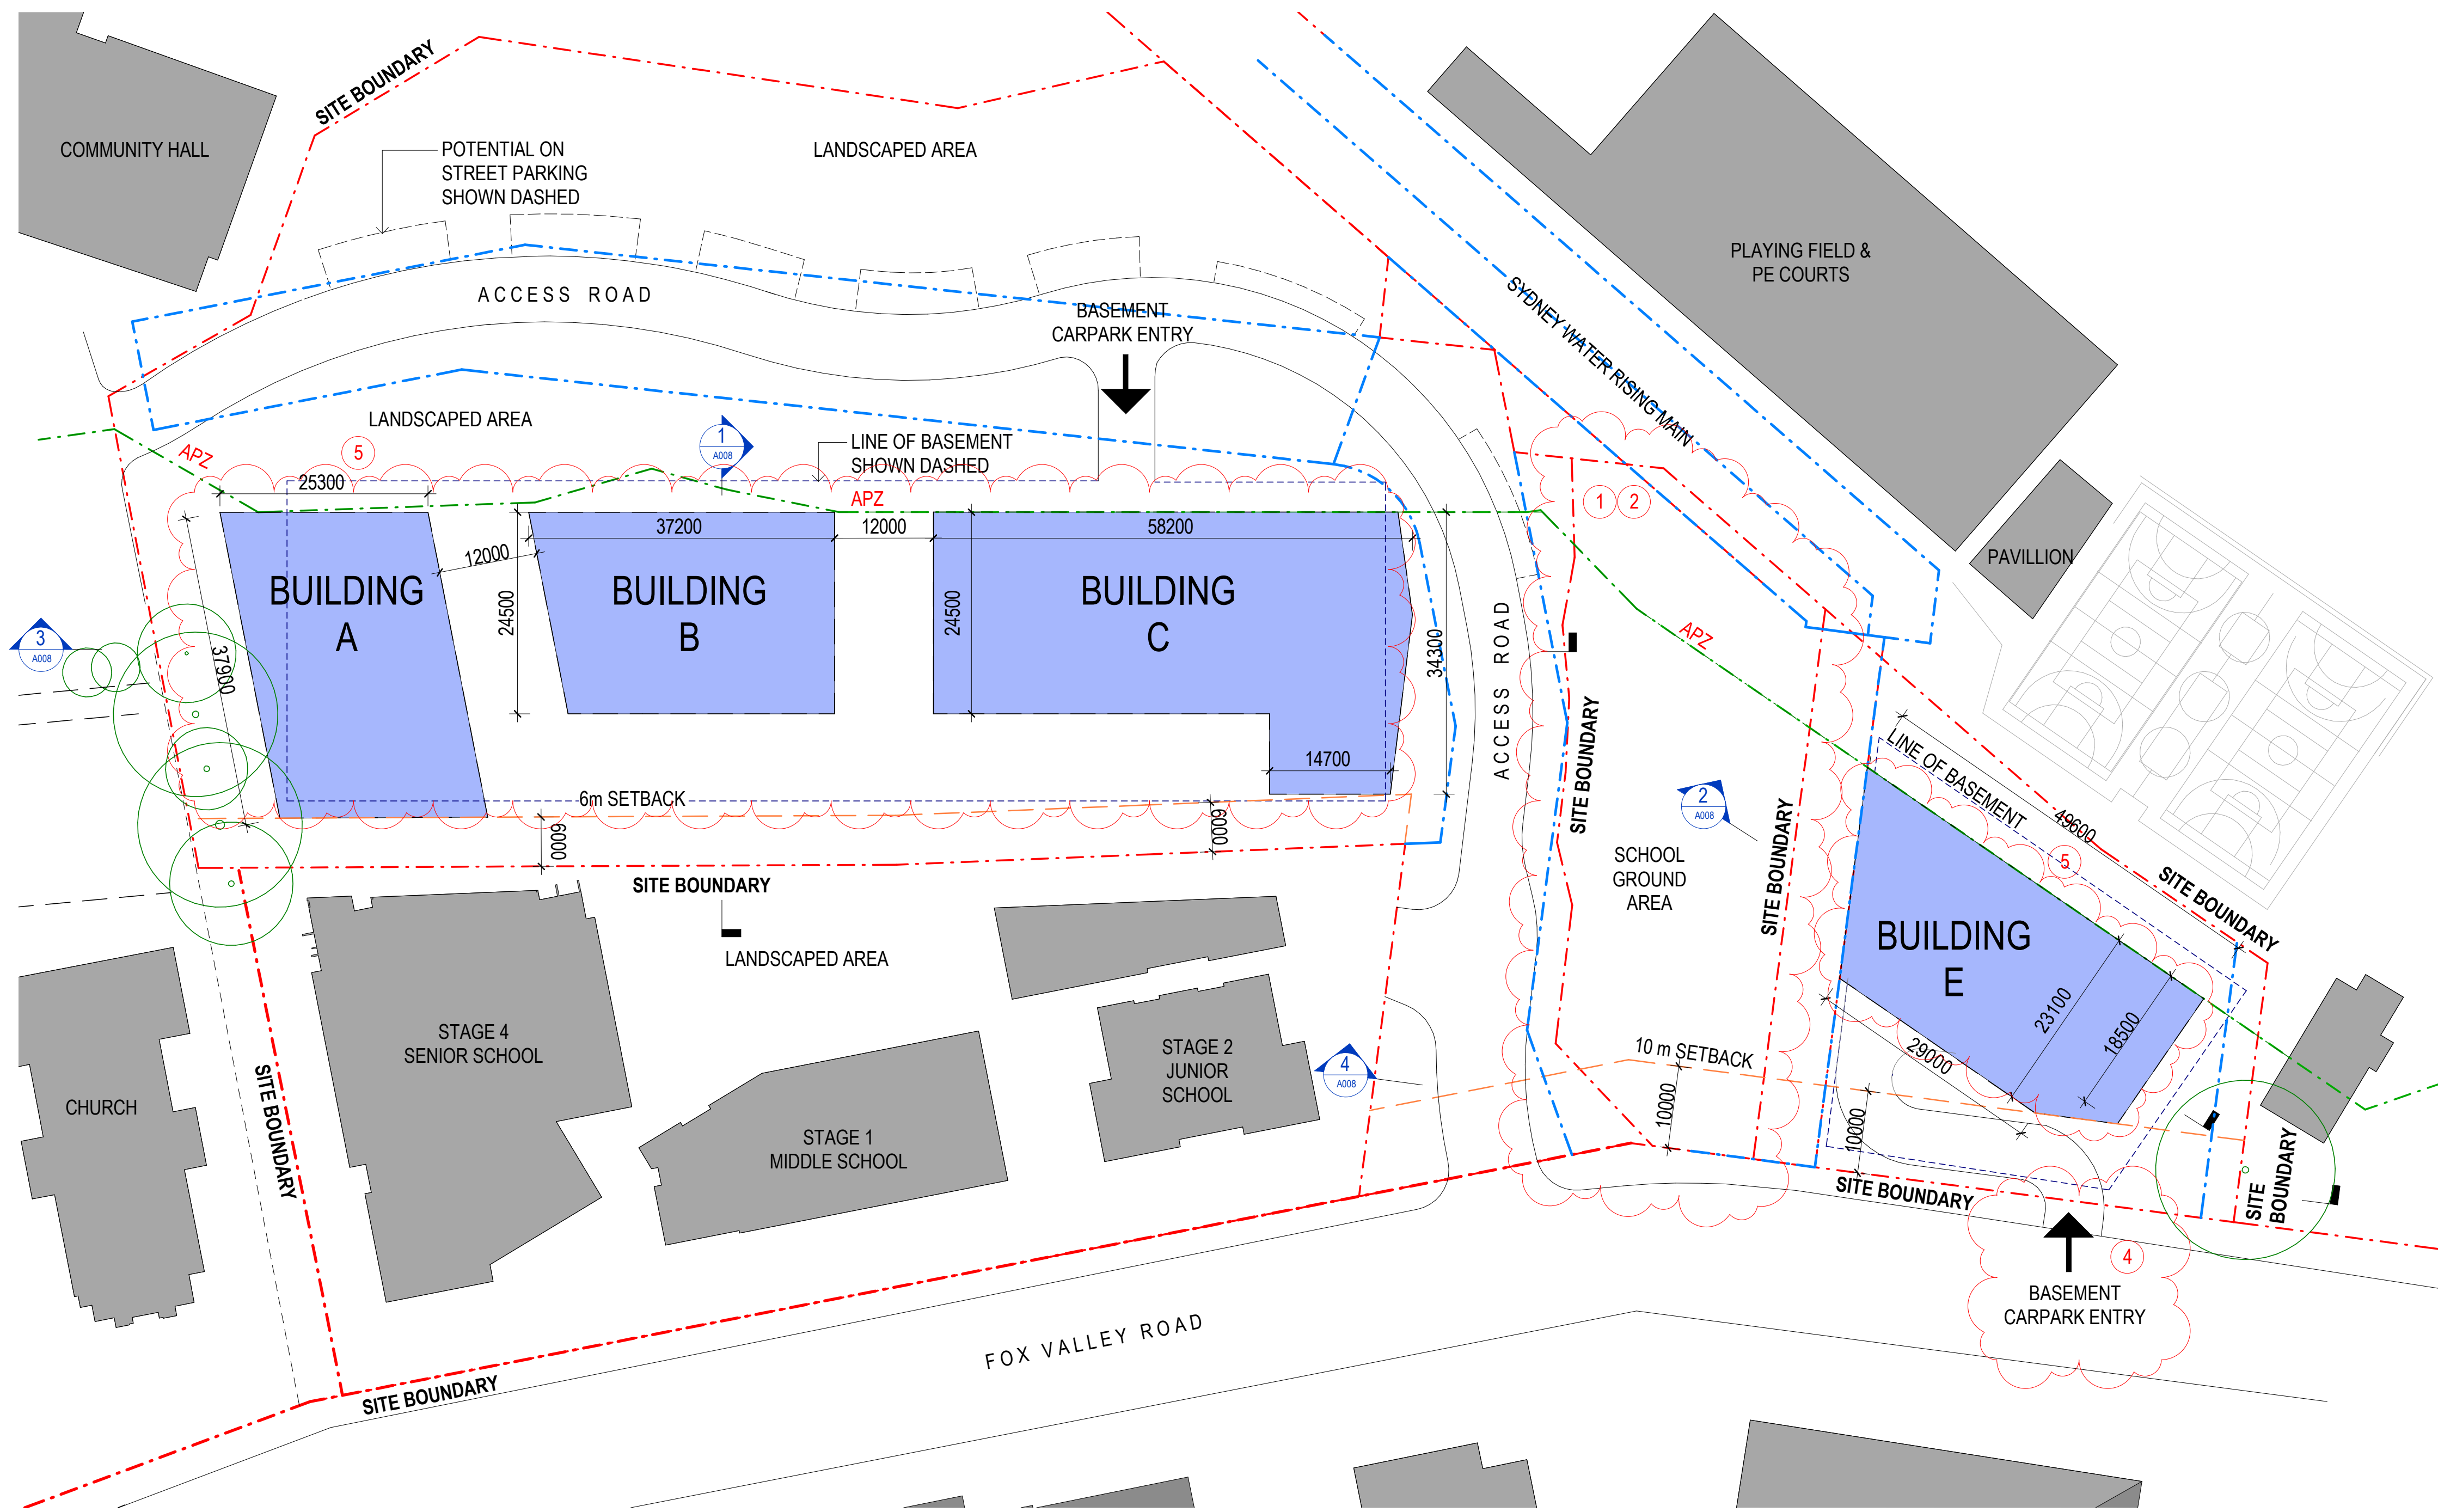 SITE BOUNDARY
COMMUNITY HALL
POTENTIAL ON
STREET PARKING
SHOWN DASHED
LANDSCAPED AREA
PLAYING FIELD &
PE COURTS
ACCESS ROAD
BASEMENT
CARPARK ENTRY
SYDNEY WATER RISING MAIN
LANDSCAPED AREA
APZ
5
1
A008
LINE OF BASEMENT
SHOWN DASHED
25300
APZ
1
2
37200
12000
58200
12000
PAVILLION
BUILDING
A
BUILDING
B
BUILDING
C
24500
24500
34300
37900
3
A008
ACCESS ROAD
APZ
SITE BOUNDARY
14700
6m SETBACK
6000
6000
2
A008
SITE BOUNDARY
LINE OF BASEMENT
49600
5
SITE BOUNDARY
SCHOOL
GROUND
AREA
SITE BOUNDARY
LANDSCAPED AREA
BUILDING
E
23100
18500
29000
STAGE 4
SENIOR SCHOOL
STAGE 2
JUNIOR
SCHOOL
4
A008
10 m SETBACK
10000
10000
CHURCH
SITE BOUNDARY
STAGE 1
MIDDLE SCHOOL
SITE BOUNDARY
SITE
BOUNDARY
4
BASEMENT
CARPARK ENTRY
FOX VALLEY ROAD
SITE BOUNDARY